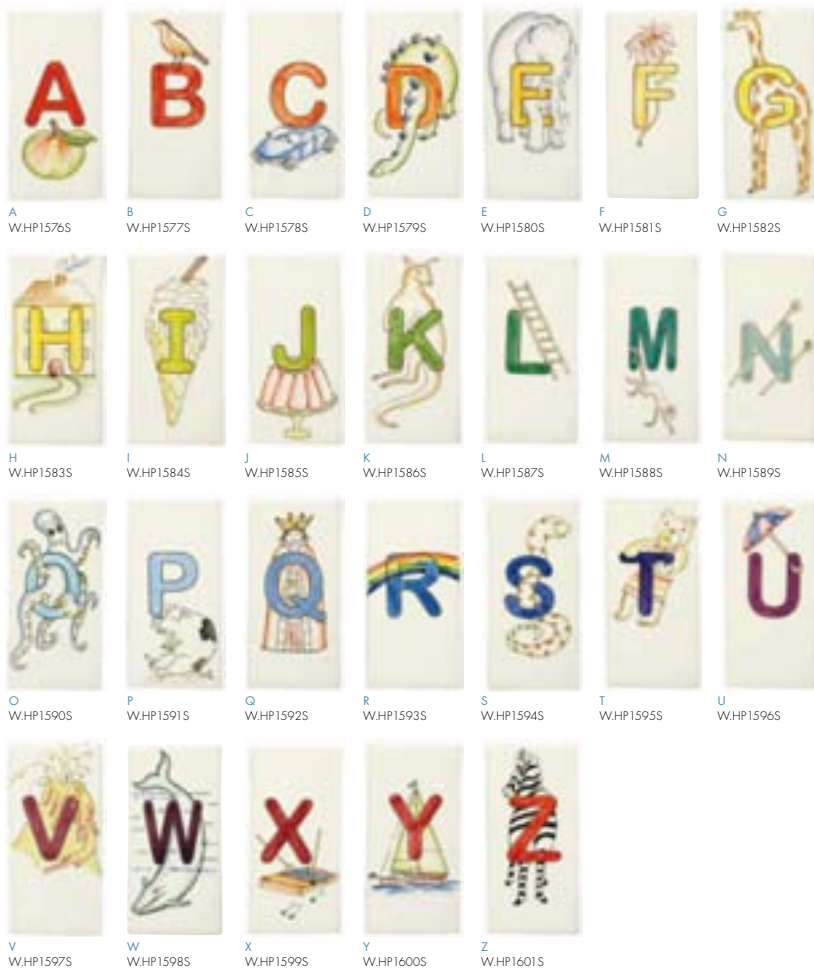 A B C D E F G
A B C D E F G
W.HP1576S W.HP1577S W.HP1578S W.HP1579S W.HP1580S W.HP1581S W.HP1582S
H I J K L M N
H I J K L M N
W.HP1583S W.HP1584S W.HP1585S W.HP1586S W.HP1587S W.HP1588S W.HP1589S
O P Q R S T U
O P Q R S T U
W.HP1590S W.HP1591S W.HP1592S W.HP1593S W.HP1594S W.HP1595S W.HP1596S
V W X Y Z
V W X Y Z
W.HP1597S W.HP1598S W.HP1599S W.HP1600S W.HP1601S